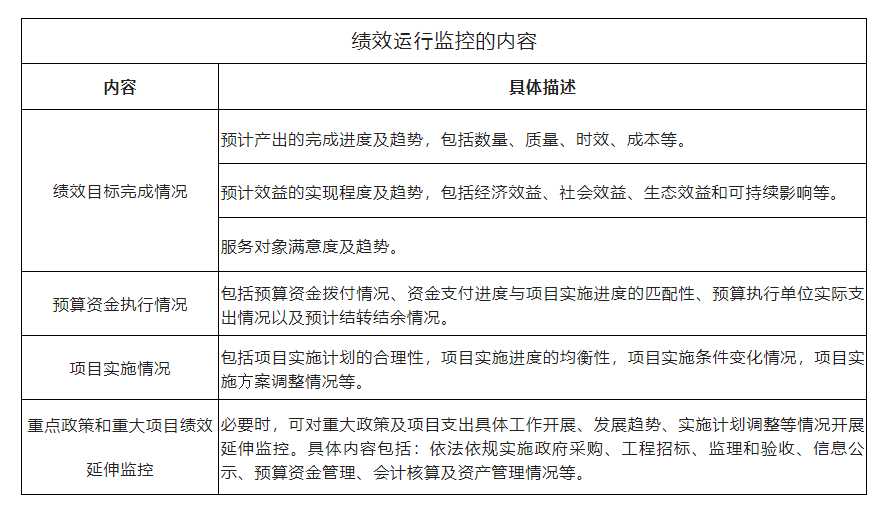 绩效运行监控的内容
内容
具体描述
绩效目标完成情况
预计产出的完成进度及趋势，包括数量、质量、时效、成本等。
预计效益的实现程度及趋势，包括经济效益、社会效益、生态效益和可持续影响等。
服务对象满意度及趋势。
预算资金执行情况
包括预算资金拨付情况、资金支付进度与项目实施进度的匹配性、预算执行单位实际支
出情况以及预计结转结余情况。
项目实施情况
包括项目实施计划的合理性，项目实施进度的均衡性，项目实施条件变化情况，项目实
施方案调整情况等。
重点政策和重大项目绩效
延伸监控
必要时，可对重大政策及项目支出具体工作开展、发展趋势、实施计划调整等情况开展
延伸监控。具体内容包括：依法依规实施政府采购、工程招标、监理和验收、信息公
示、预算资金管理、会计核算及资产管理情况等。